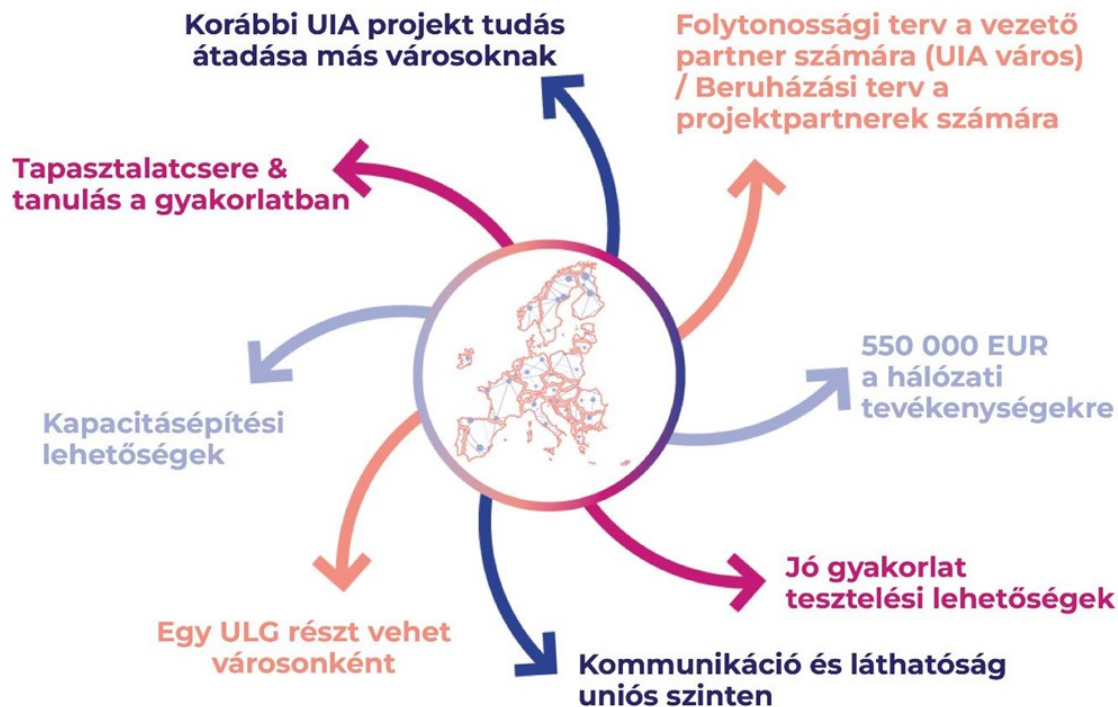 Korábbi UIA projekt tudás
átadása más városoknak
Folytonossági terv a vezető
partner számára (UIA város)
/ Beruházási terv a
projektpartnerek számára
Tapasztalatcsere &
tanulás a gyakorlatban
550 000 EUR
a hálózati
tevékenységekre
Kapacitásépítési
lehetőségek
Jó gyakorlat
tesztelési lehetőségek
Egy ULG részt vehet
városonként
Kommunikáció és láthatóság
uniós szinten